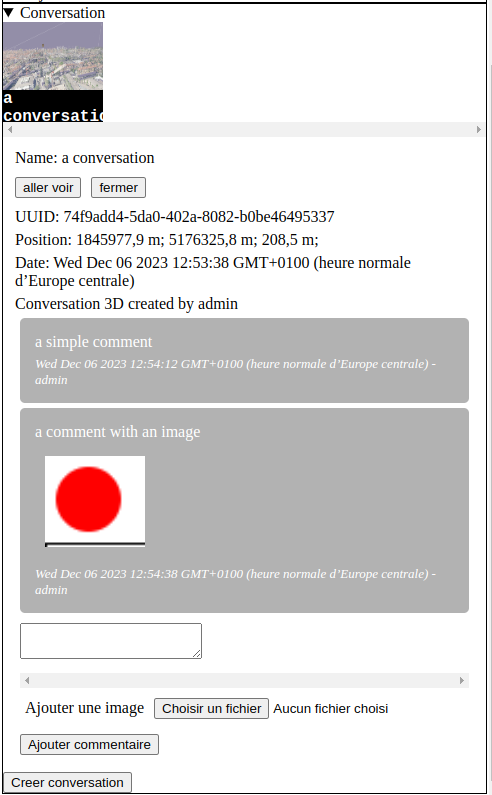 ▼ Conversation
a
conversatio
Name: a conversation
aller voir fermer
UUID: 74f9add4-5da0-402a-8082-b0be46495337
Position: 1845977,9 m; 5176325,8 m; 208,5 m;
Date: Wed Dec 06 2023 12:53:38 GMT+0100 (heure normale
d’Europe centrale)
Conversation 3D created by admin
a simple comment
Wed Dec 06 2023 12:54:12 GMT+0100 (heure normale d’Europe centrale) -
admin
a comment with an image
Wed Dec 06 2023 12:54:38 GMT+0100 (heure normale d’Europe centrale) -
admin
Ajouter une image Choisir un fichier Aucun fichier choisi
Ajouter commentaire
Creer conversation